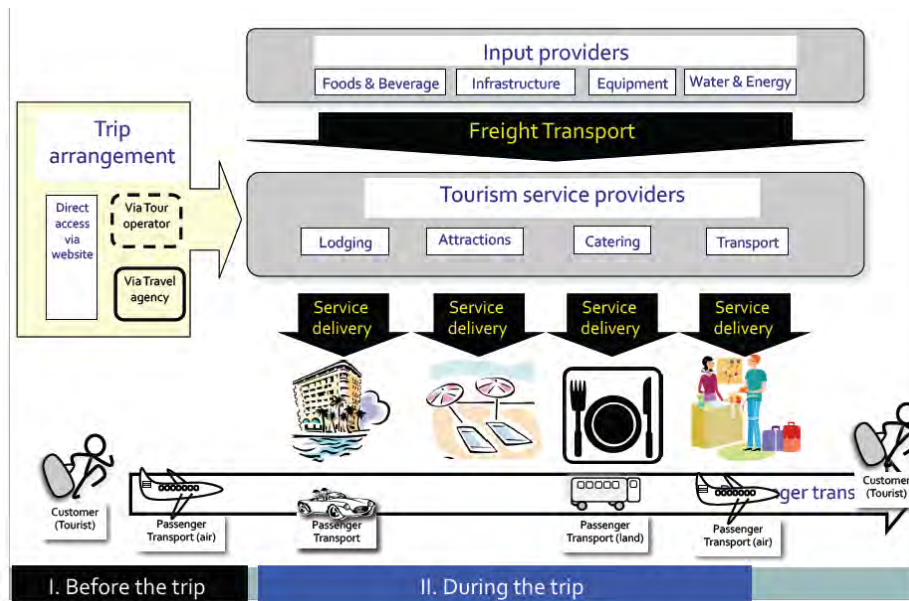 Input providers
Foods & Beverage
Infrastructure
Equipment
Water & Energy
Freight Transport
Trip
arrangement
Direct
access via
website
Via Tour
operator
Via Travel
agency
Tourism service providers
Lodging
Attractions
Catering
Transport
Service
delivery
Service
delivery
Service
delivery
Service
delivery
Customer
(Tourist)
Passenger
Transport (air)
Passenger
Transport
Passenger
Transport (land)
Passenger
Transport (air)
Customer
(Tourist)
I. Before the trip
II. During the trip